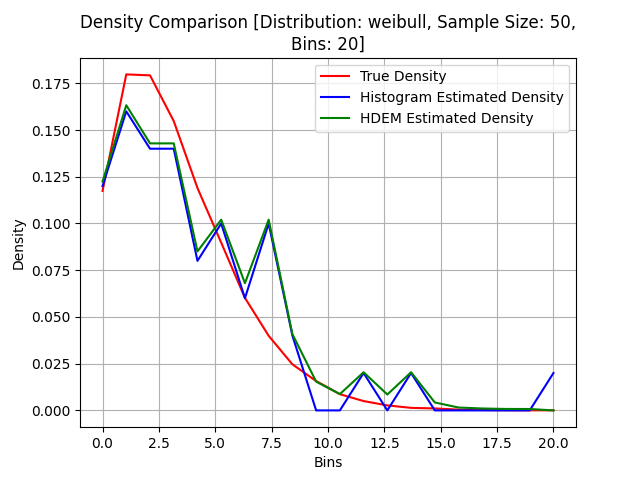 Density Comparison [Distribution: weibull, Sample Size: 50,
Bins: 20]
True Density
Histogram Estimated Density
HDEM Estimated Density
Density
0.175
0.150
0.125
0.100
0.075
0.050
0.025
0.000
0.0 2.5 5.0 7.5 10.0 12.5 15.0 17.5 20.0
Bins